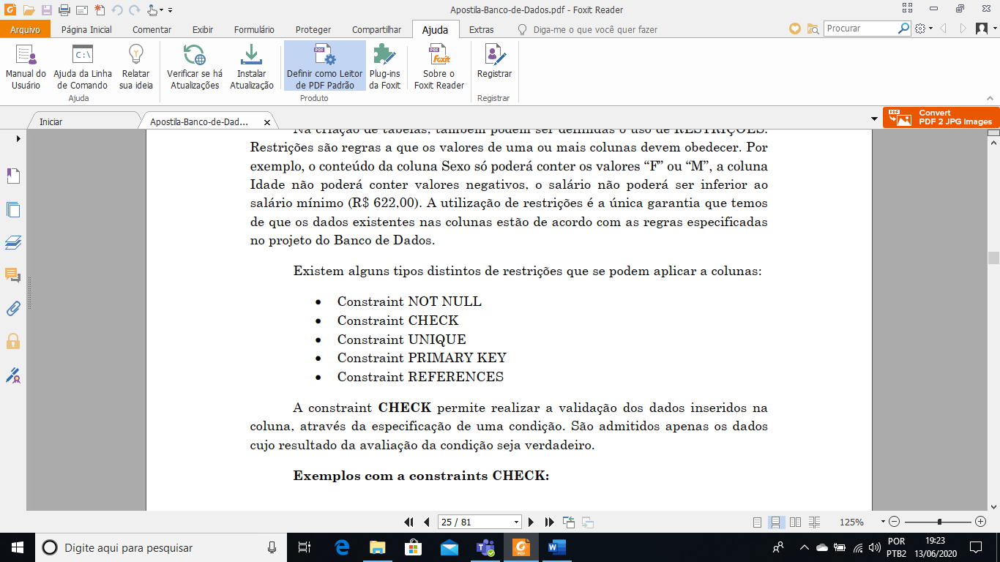 Apostila-Banco-de-Dados.pdf - Foxit Reader
Arquivo Página Inicial Comentar Exibir Formulário Proteger Compartilhar Ajuda Extras Diga-me o que você quer fazer Procurar
Manual do Usuário
Ajuda da Linha de Comando
Relatar sua ideia
Verificar se há Atualizações
Instalar Atualização
Definir como Leitor de PDF Padrão
Plug-ins da Foxit
Sobre o Foxit Reader
Registrar
Ajuda Produto Registrar
Iniciar Apostila-Banco-de-Dad...
Convert
PDF 2 JPG Images
Na criação de tabelas, também podem ser definidas o uso de RESTRIÇÕES.
Restrições são regras a que os valores de uma ou mais colunas devem obedecer. Por
exemplo, o conteúdo da coluna Sexo só poderá conter os valores “F” ou “M”, a coluna
Idade não poderá conter valores negativos, o salário não poderá ser inferior ao
salário mínimo (R$ 622,00). A utilização de restrições é a única garantia que temos
de que os dados existentes nas colunas estão de acordo com as regras especificadas
no projeto do Banco de Dados.
Existem alguns tipos distintos de restrições que se podem aplicar a colunas:
• Constraint NOT NULL
• Constraint CHECK
• Constraint UNIQUE
• Constraint PRIMARY KEY
• Constraint REFERENCES
A constraint CHECK permite realizar a validação dos dados inseridos na
coluna, através da especificação de uma condição. São admitidos apenas os dados
cujo resultado da avaliação da condição seja verdadeiro.
Exemplos com a constraints CHECK:
25 / 81 125%
Digite aqui para pesquisar
POR
PTB2
19:23
13/06/2020